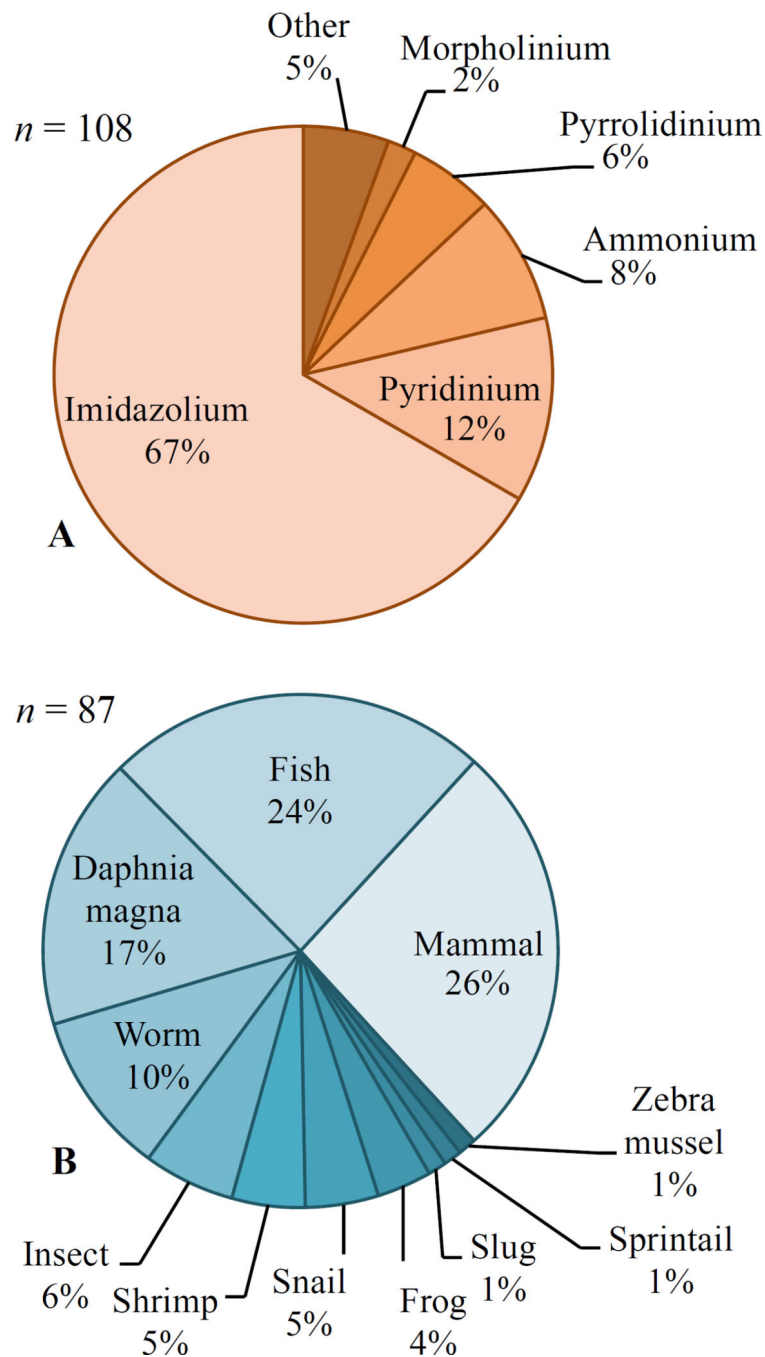 Other
5%
Morpholinium
2%
n = 108
Pyrrolidinium
6%
Ammonium
8%
Pyridinium
12%
Imidazolium
67%
A
n = 87
Fish
24%
Daphnia
magna
17%
Mammal
26%
Worm
10%
Zebra
mussel
1%
B
Insect
6%
Shrimp
5%
Snail
5%
Frog
4%
Slug
1%
Sprintail
1%